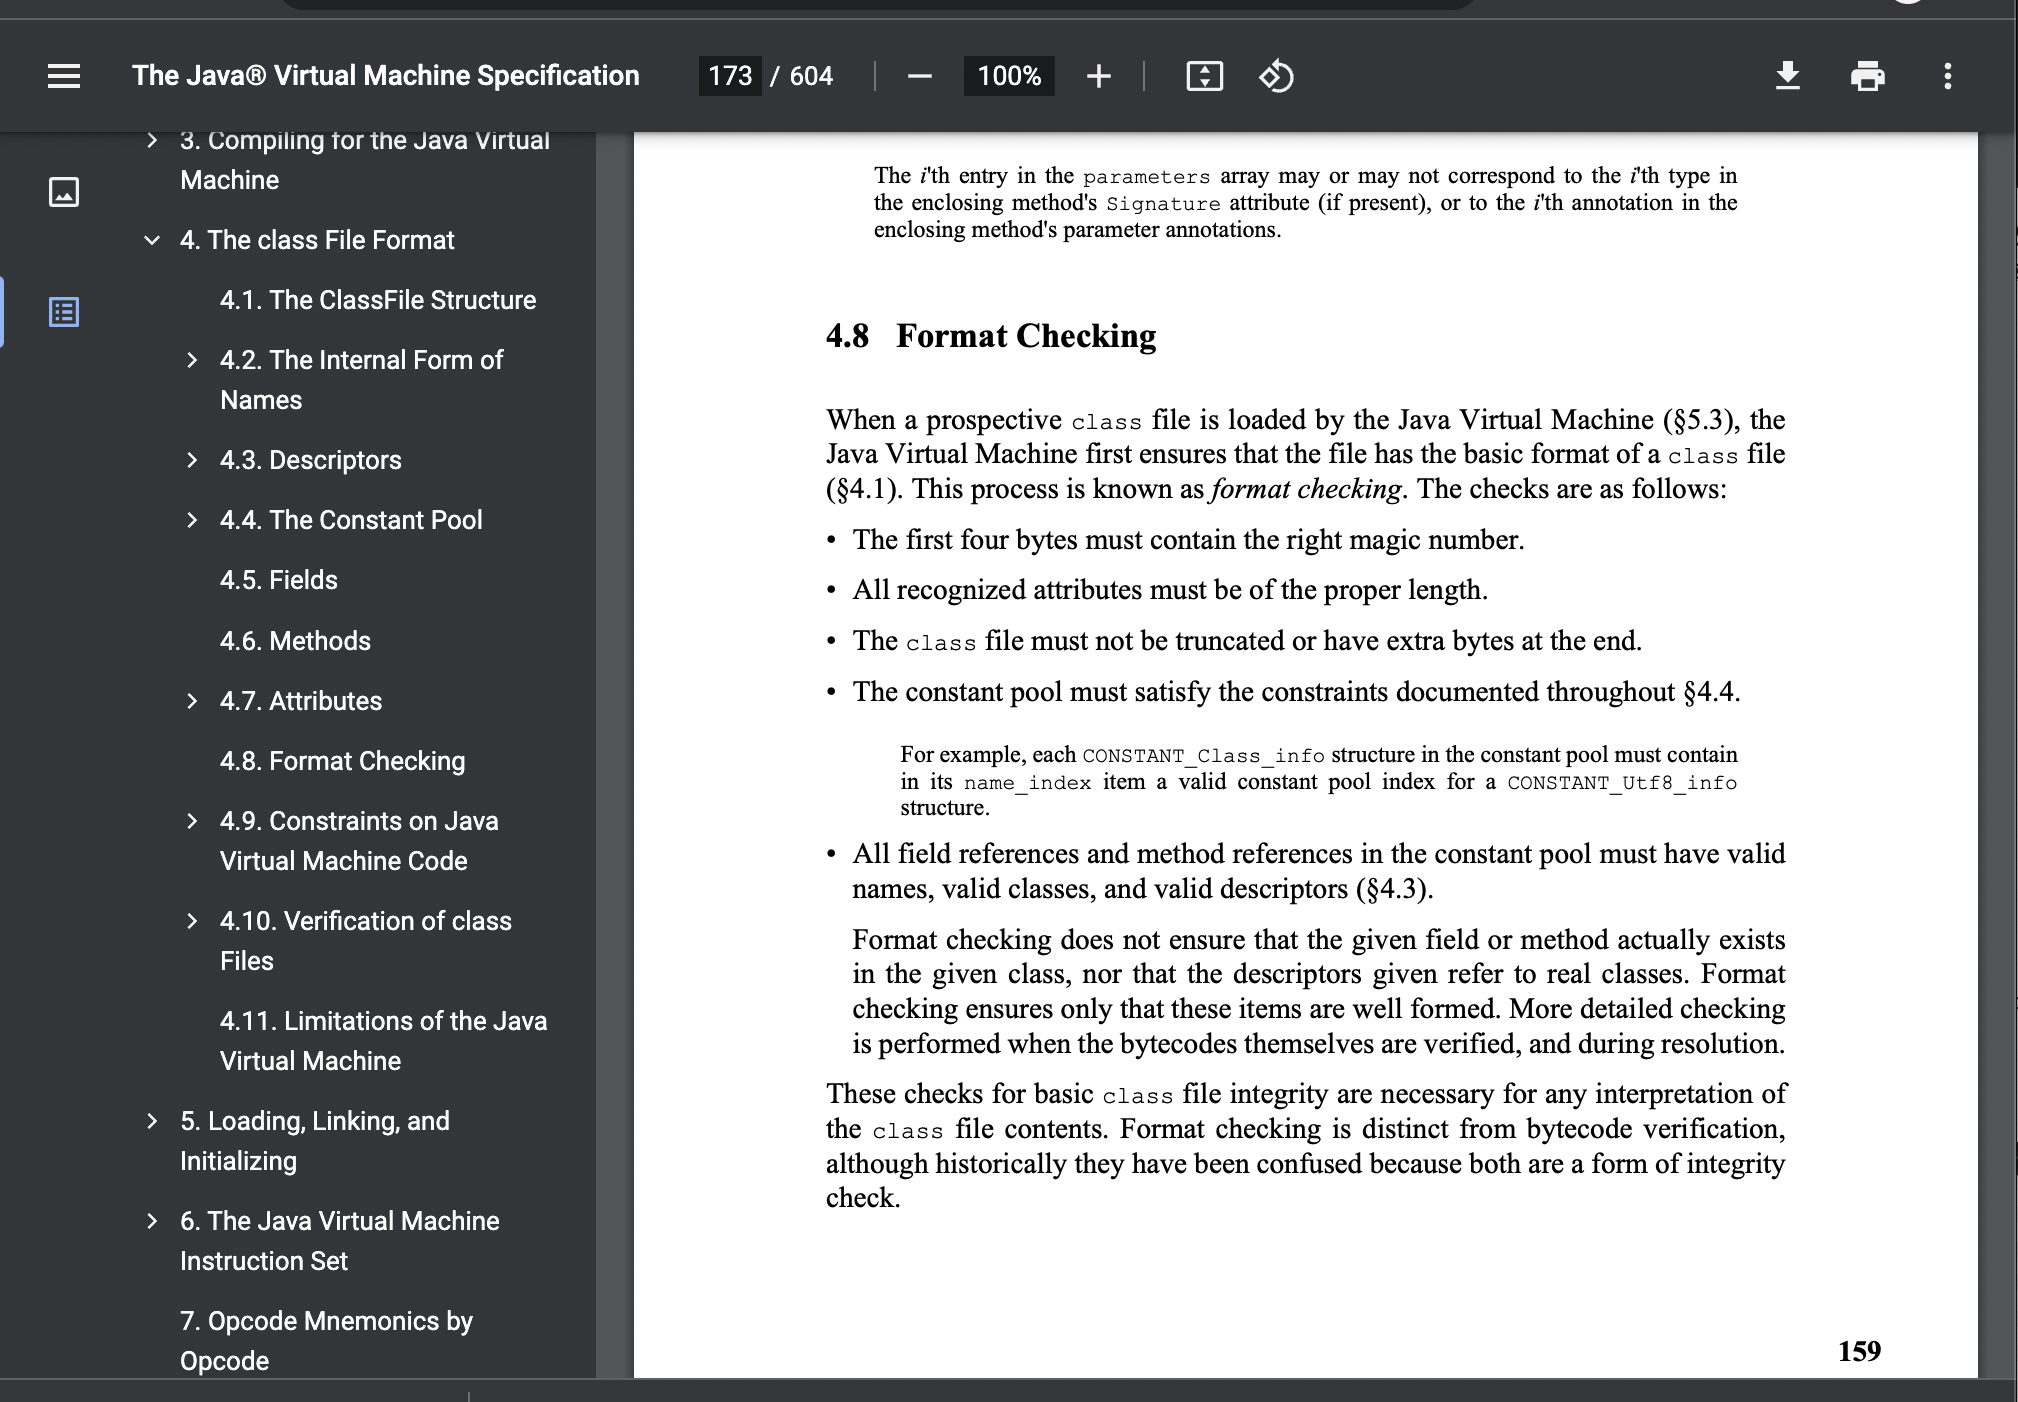 The Java® Virtual Machine Specification
173 / 604
100%
3. Compiling for the Java Virtual
Machine
4. The class File Format
4.1. The ClassFile Structure
4.2. The Internal Form of
Names
4.3. Descriptors
4.4. The Constant Pool
4.5. Fields
4.6. Methods
4.7. Attributes
4.8. Format Checking
4.9. Constraints on Java
Virtual Machine Code
4.10. Verification of class
Files
4.11. Limitations of the Java
Virtual Machine
5. Loading, Linking, and
Initializing
6. The Java Virtual Machine
Instruction Set
7. Opcode Mnemonics by
Opcode
The i'th entry in the parameters array may or may not correspond to the i'th type in
the enclosing method's Signature attribute (if present), or to the i'th annotation in the
enclosing method's parameter annotations.
4.8 Format Checking
When a prospective class file is loaded by the Java Virtual Machine (§5.3), the
Java Virtual Machine first ensures that the file has the basic format of a class file
(§4.1). This process is known as format checking. The checks are as follows:
• The first four bytes must contain the right magic number.
• All recognized attributes must be of the proper length.
• The class file must not be truncated or have extra bytes at the end.
• The constant pool must satisfy the constraints documented throughout §4.4.
For example, each CONSTANT_Class_info structure in the constant pool must contain
in its name_index item a valid constant pool index for a CONSTANT_Utf8_info
structure.
• All field references and method references in the constant pool must have valid
names, valid classes, and valid descriptors (§4.3).
Format checking does not ensure that the given field or method actually exists
in the given class, nor that the descriptors given refer to real classes. Format
checking ensures only that these items are well formed. More detailed checking
is performed when the bytecodes themselves are verified, and during resolution.
These checks for basic class file integrity are necessary for any interpretation of
the class file contents. Format checking is distinct from bytecode verification,
although historically they have been confused because both are a form of integrity
check.
159